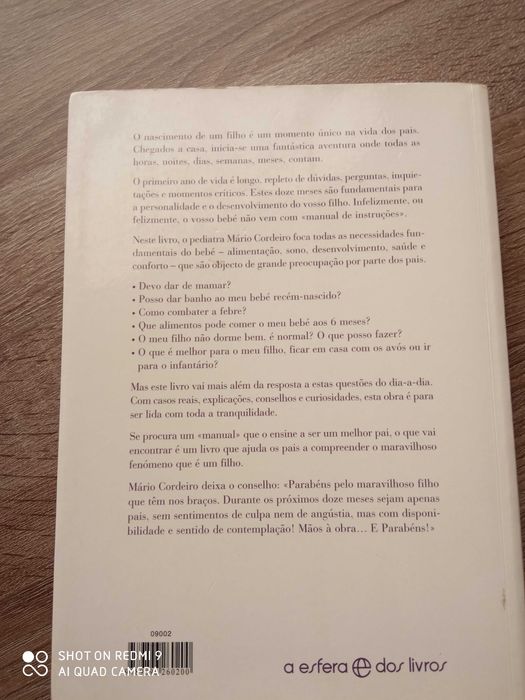 O nascimento de um filho é um momento único na vida dos pais.
Chegados a casa, inicia-se uma fantástica aventura onde todas as
horas, noites, dias, semanas, meses, contam.
O primeiro ano de vida é longo, repleto de dúvidas, perguntas, inquie-
tações e momentos críticos. Estes doze meses são fundamentais para
a personalidade e o desenvolvimento do vosso filho. Infelizmente, ou
felizmente, o vosso bebé não vem com «manual de instruções».
Neste livro, o pediatra Mário Cordeiro foca todas as necessidades fun-
damentais do bebé – alimentação, sono, desenvolvimento, saúde e
conforto – que são objecto de grande preocupação por parte dos pais.
• Devo dar de mamar?
• Posso dar banho ao meu bebé recém-nascido?
• Como combater a febre?
• Que alimentos pode comer o meu bebé aos 6 meses?
• O meu filho não dorme bem, é normal? O que posso fazer?
• O que é melhor para o meu filho, ficar em casa com os avós ou ir
para o infantário?
Mas este livro vai mais além da resposta a estas questões do dia-a-dia.
Com casos reais, explicações, conselhos e curiosidades, esta obra é para
ser lida com toda a tranquilidade.
Se procura um «manual» que o ensine a ser um melhor pai, o que vai
encontrar é um livro que ajuda os pais a compreender o maravilhoso
fenómeno que é um filho.
Mário Cordeiro deixa o conselho: «Parabéns pelo maravilhoso filho
que têm nos braços. Durante os próximos doze meses sejam apenas
pais, sem sentimentos de culpa nem de angústia, mas com disponi-
bilidade e sentido de contemplação! Mãos à obra… E Parabéns!»
09002
260200
a esfera dos livros
SHOT ON REDMI 9
AI QUAD CAMERA